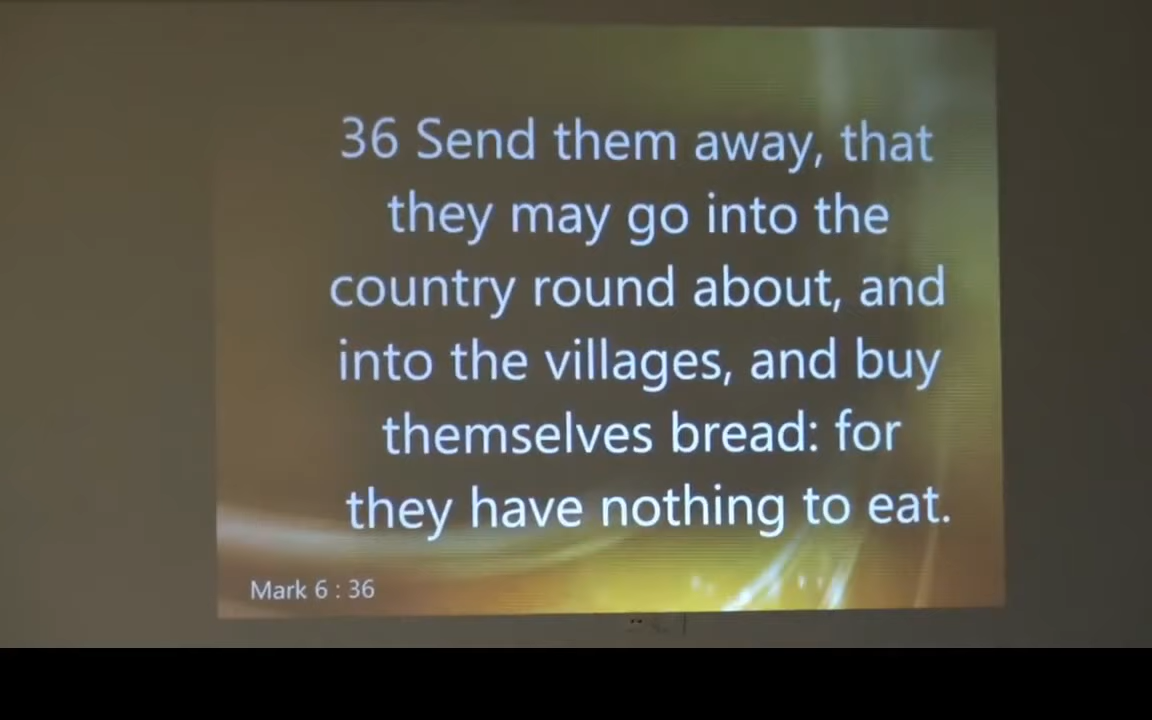 36 Send them away, that
they may go into the
country round about, and
into the villages, and buy
themselves bread: for
they have nothing to eat.
Mark 6 : 36